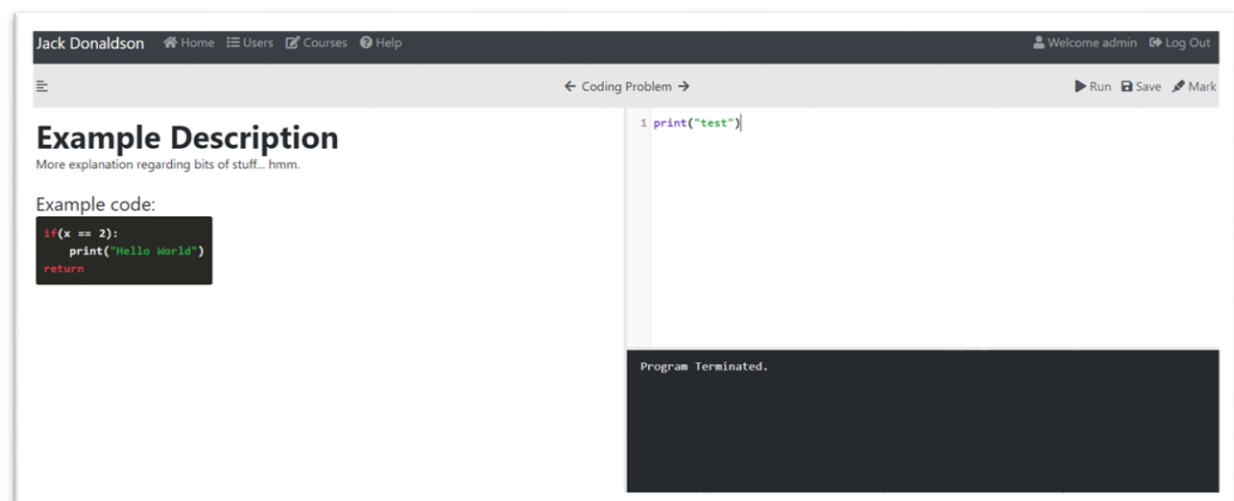 Jack Donaldson Home Users Courses Help Welcome admin Log Out
Coding Problem Run Save Mark
Example Description
More explanation regarding bits of stuff... hmm.
Example code:
if(x == 2):
    print("Hello World")
return
1 print("test")
Program Terminated.